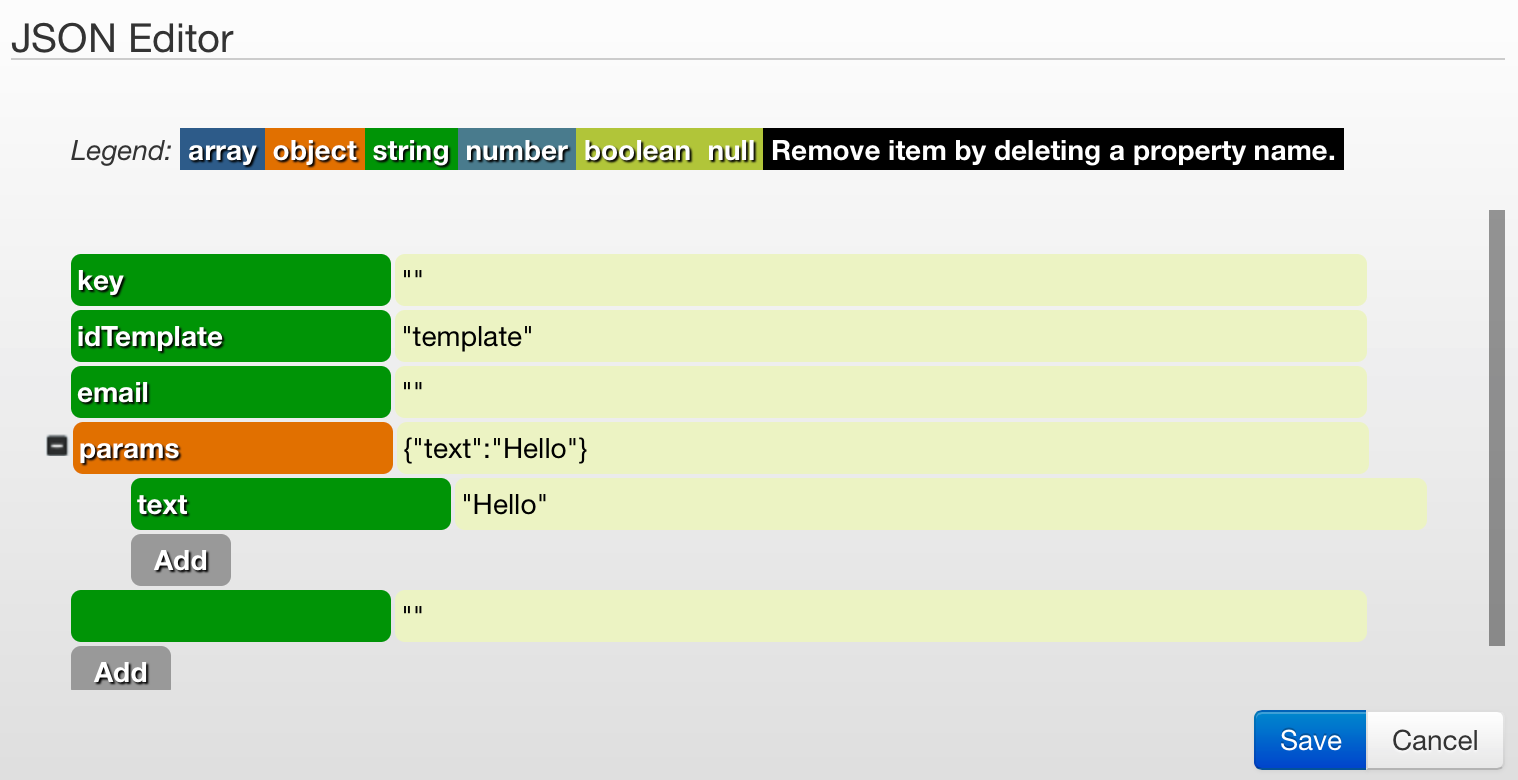 JSON Editor
Legend: array object string number boolean null Remove item by deleting a property name.
key ""
idTemplate "template"
email ""
params {"text":"Hello"}
text "Hello"
Add
""
Add
Save Cancel